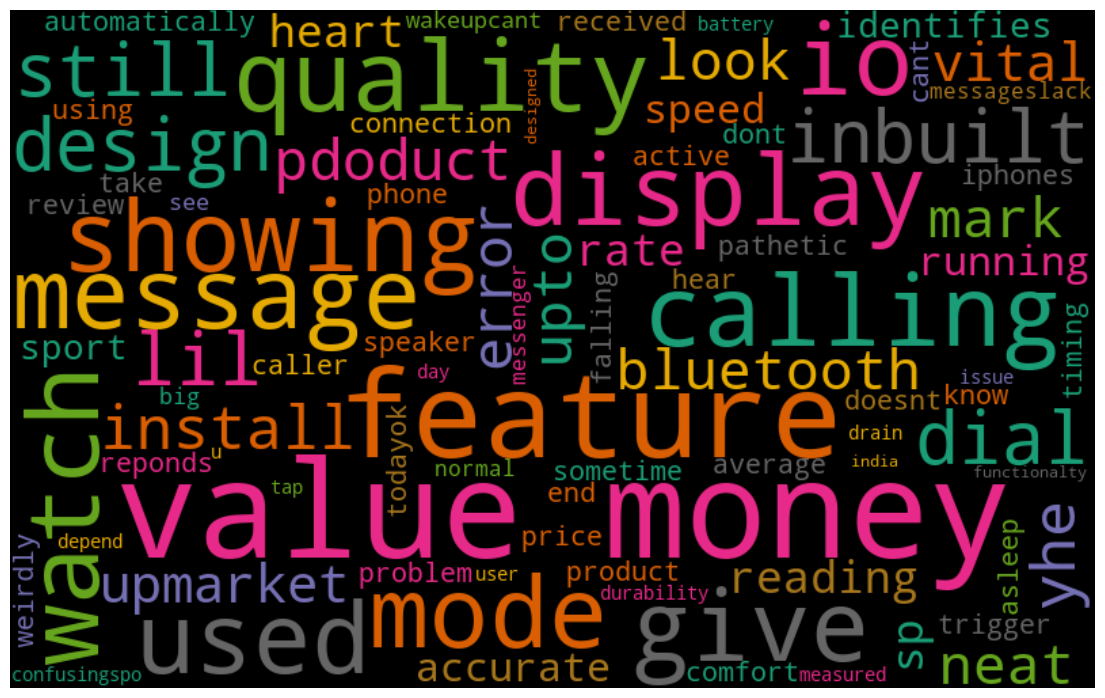 automatically heart wakeupcant received battery identifies
still quality look io cant vital
using connection designed speed messageslack
design pdoduct dont inbuilt
take active iphones
review see phone display mark
showing error upto rate pathetic running
message messenger falling hear calling timing
sport lil caller speaker
watch big day bluetooth issue
install feature doesnt know
reponds u todayok drain dial
normal sometime average india functionalty
tap value money end
depend price
weirdly upmarket problem user product reading asleep yhe
used mode durability give sp trigger
confusingspo accurate comfort measured neat